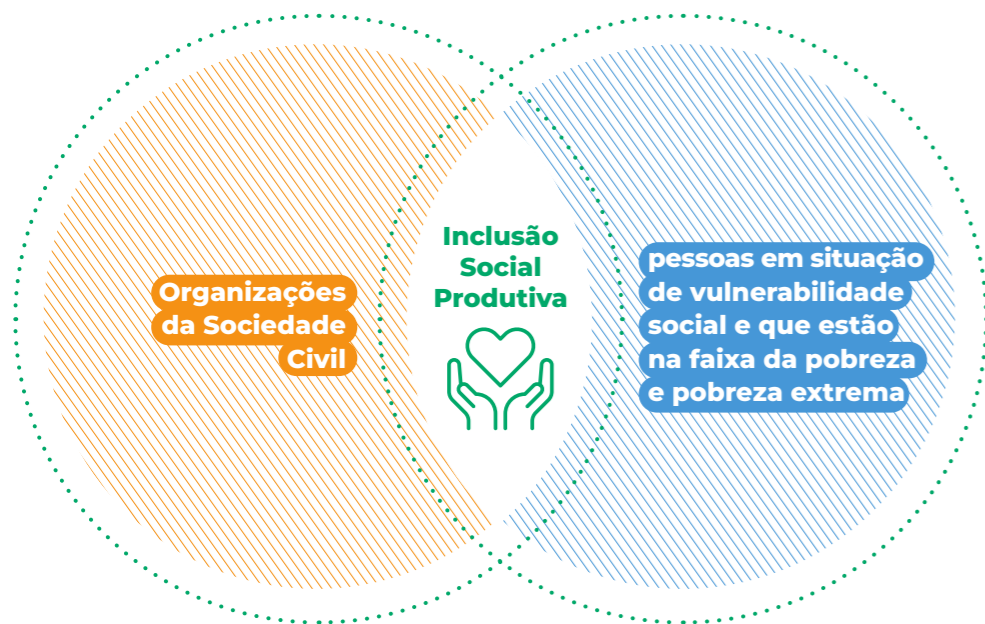 Organizações
da Sociedade
Civil
Inclusão
Social
Produtiva
pessoas em situação
de vulnerabilidade
social e que estão
na faixa da pobreza
e pobreza extrema